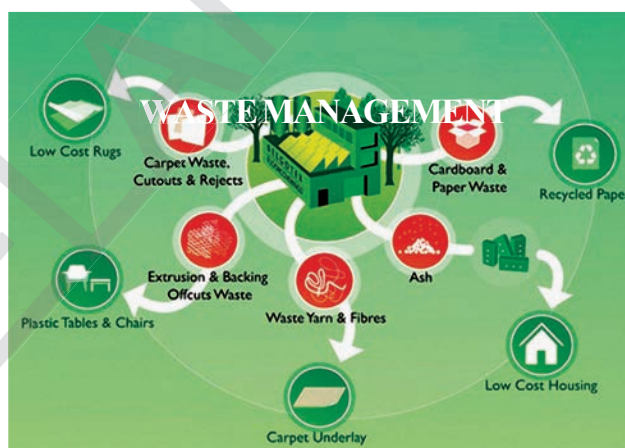 WASTE MANAGEMENT
Low Cost Rugs
Carpet Waste,
Cutouts & Rejects
Cardboard &
Paper Waste
Recycled Pape
Extrusion & Backing
Offcuts Waste
Ash
Plastic Tables & Chairs
Waste Yarn & Fibres
Low Cost Housing
Carpet Underlay